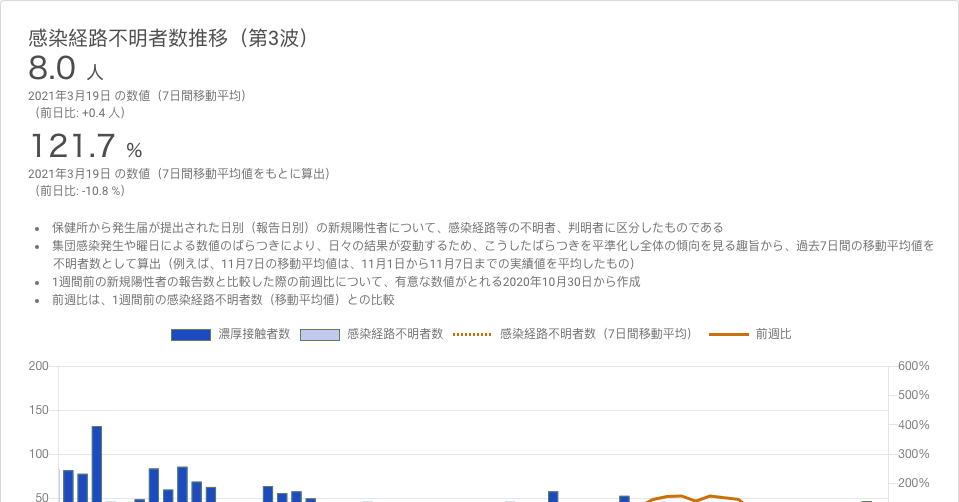 感染経路不明者数推移（第3波）
8.0 人
2021年3月19日 の数値（7日間移動平均）
（前日比: +0.4 人）
121.7 %
2021年3月19日 の数値（7日間移動平均値をもとに算出）
（前日比: -10.8 %）
• 保健所から発生届が提出された日別（報告日別）の新規陽性者について、感染経路等の不明者、判明者に区分したものである
• 集団感染発生や曜日による数値のばらつきにより、日々の結果が変動するため、こうしたばらつきを平準化し全体の傾向を見る趣旨から、過去7日間の移動平均値を
不明者数として算出（例えば、11月7日の移動平均値は、11月1日から11月7日までの実績値を平均したもの）
• 1週間前の新規陽性者の報告数と比較した際の前週比について、有意な数値がとれる2020年10月30日から作成
• 前週比は、1週間前の感染経路不明者数（移動平均値）との比較
濃厚接触者数 感染経路不明者数 感染経路不明者数（7日間移動平均） 前週比
200 600%
500%
150
400%
100 300%
200%
50